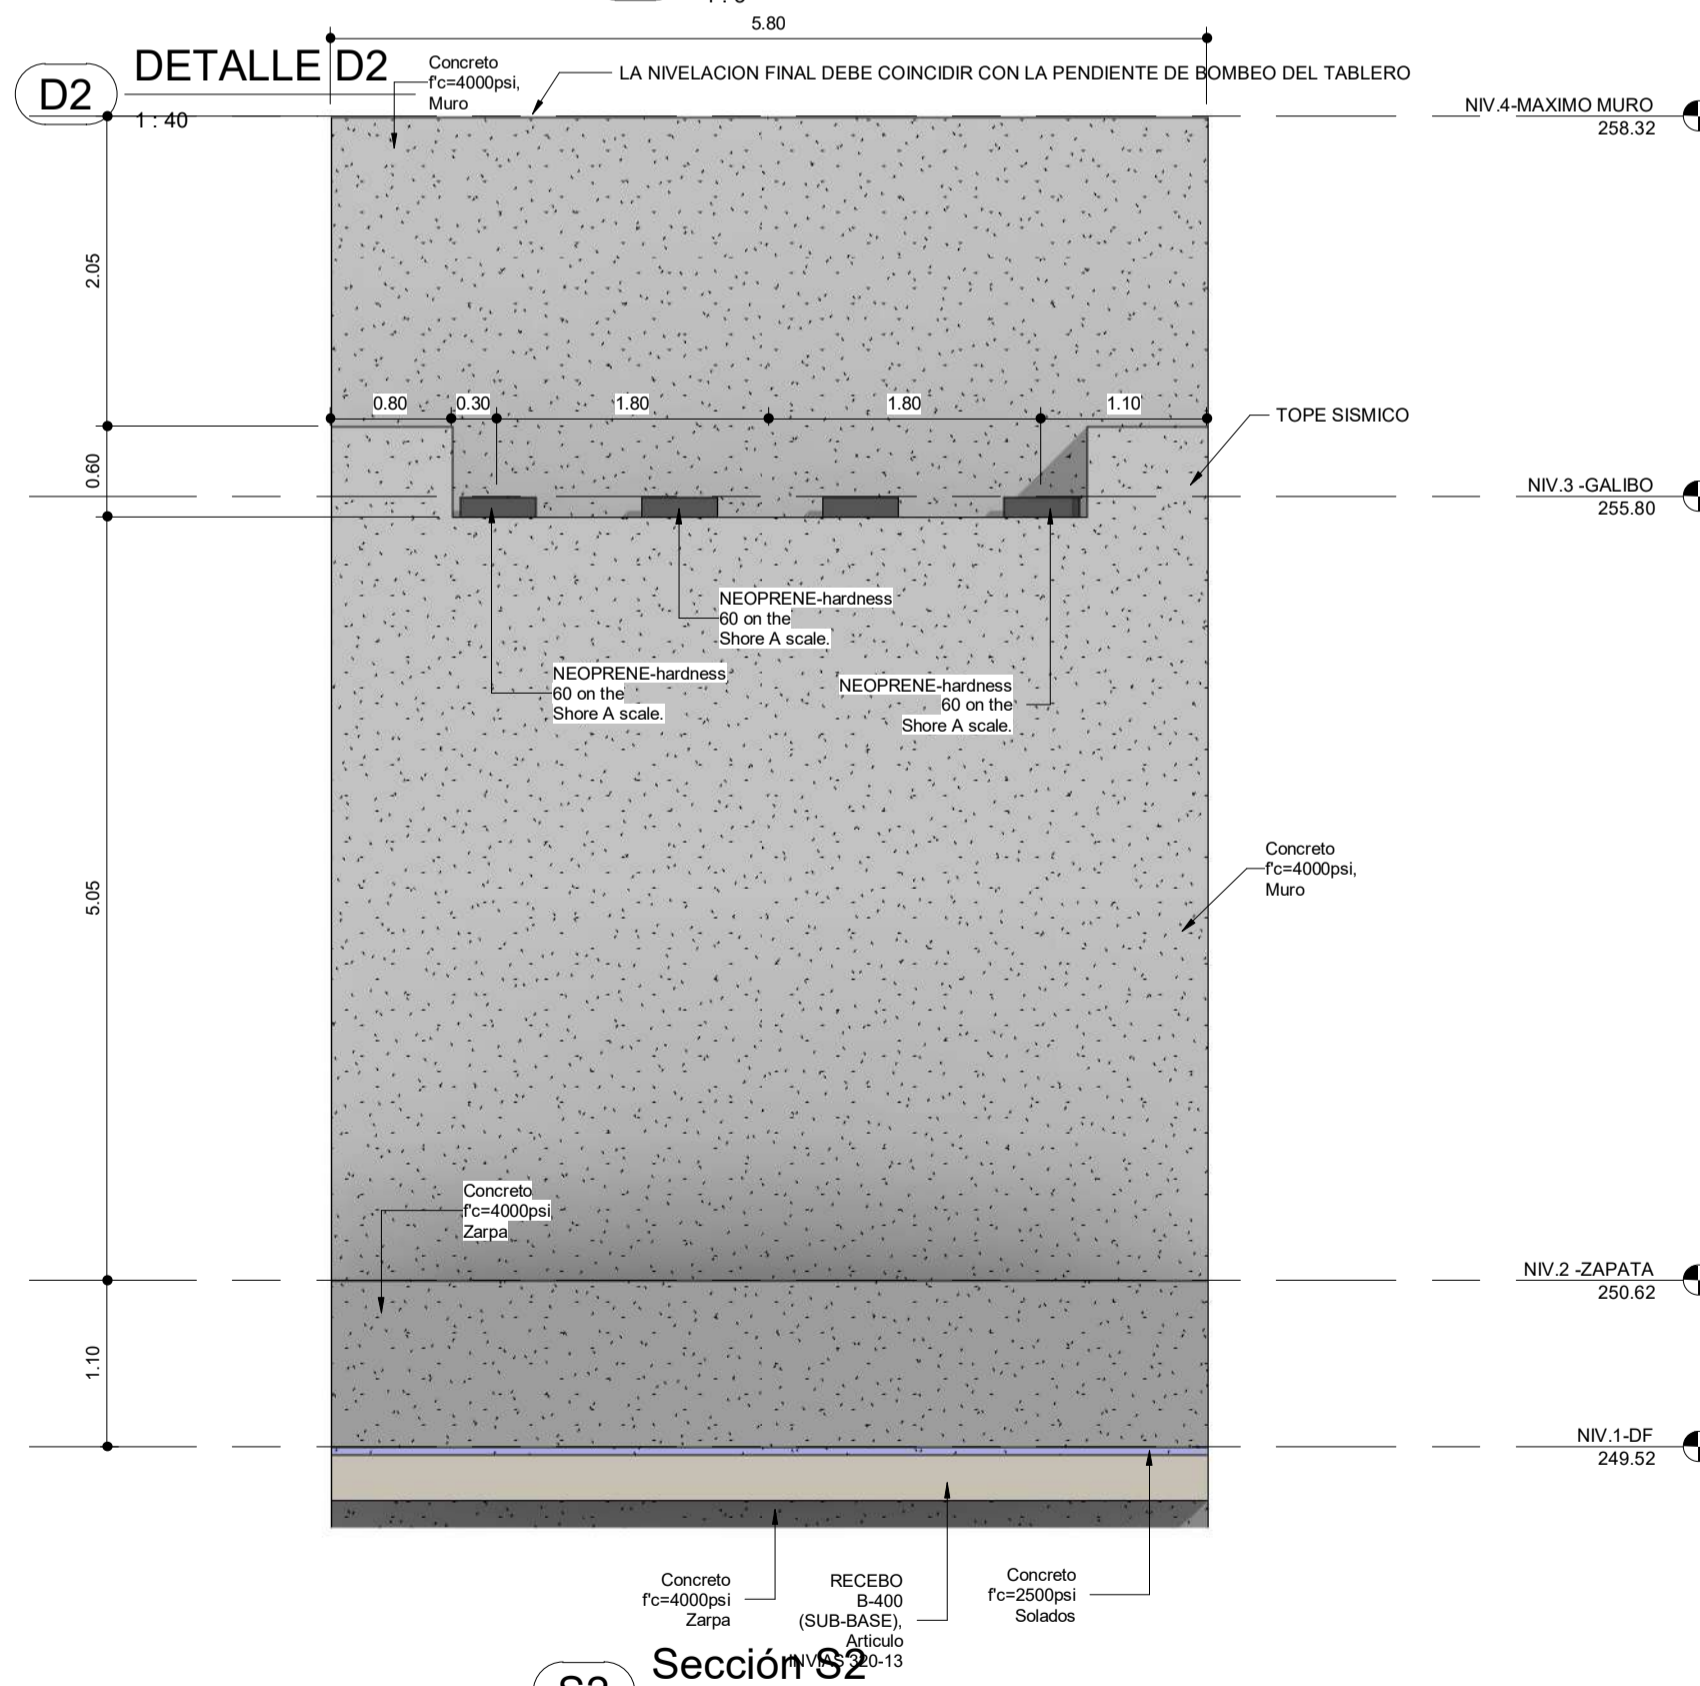 5.80
D2
DETALLE D2
1 : 40
Concreto
f'c=4000psi,
Muro
LA NIVELACION FINAL DEBE COINCIDIR CON LA PENDIENTE DE BOMBEO DEL TABLERO
NIV.4-MAXIMO MURO
258.32
2.05
0.80
0.30
1.80
1.80
1.10
TOPE SISMICO
0.60
NIV.3 -GALIBO
255.80
NEOPRENE-hardness
60 on the
Shore A scale.
NEOPRENE-hardness
60 on the
Shore A scale.
NEOPRENE-hardness
60 on the
Shore A scale.
5.05
Concreto
f'c=4000psi,
Muro
Concreto
f'c=4000psi
Zarpa
NIV.2 -ZAPATA
250.62
1.10
NIV.1-DF
249.52
Concreto
f'c=4000psi
Zarpa
RECEBO
B-400
(SUB-BASE),
Articulo
INVIAS 320-13
Concreto
f'c=2500psi
Solados
Sección S2
S2